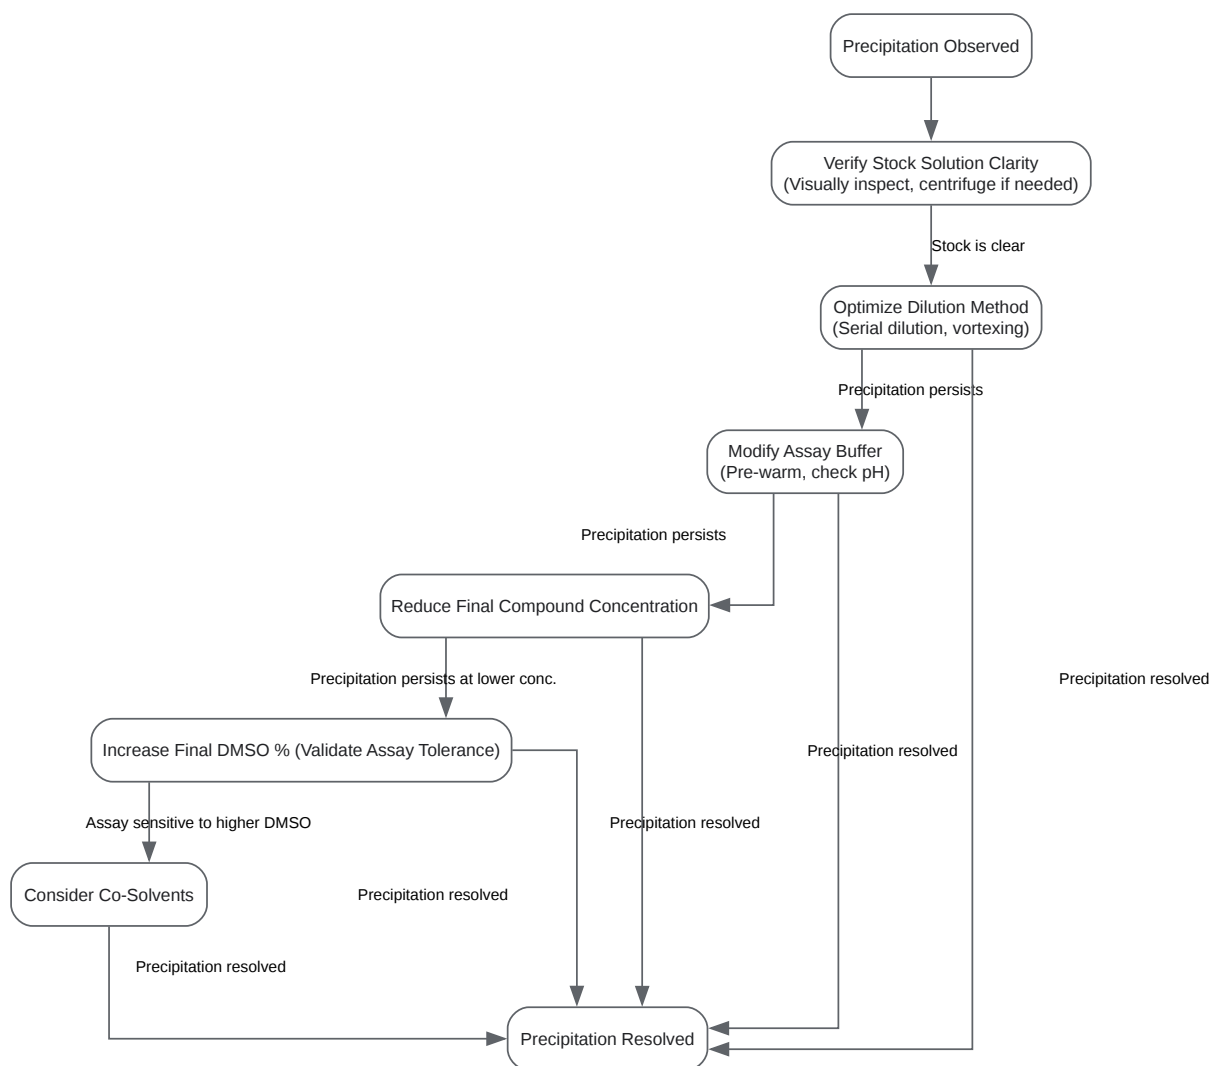 Precipitation Observed
Verify Stock Solution Clarity
(Visually inspect, centrifuge if needed)
Stock is clear
Optimize Dilution Method
(Serial dilution, vortexing)
Precipitation persists
Modify Assay Buffer
(Pre-warm, check pH)
Precipitation persists
Reduce Final Compound Concentration
Precipitation persists at lower conc.
Precipitation resolved
Increase Final DMSO % (Validate Assay Tolerance)
Precipitation resolved
Assay sensitive to higher DMSO
Precipitation resolved
Consider Co-Solvents
Precipitation resolved
Precipitation resolved
Precipitation Resolved